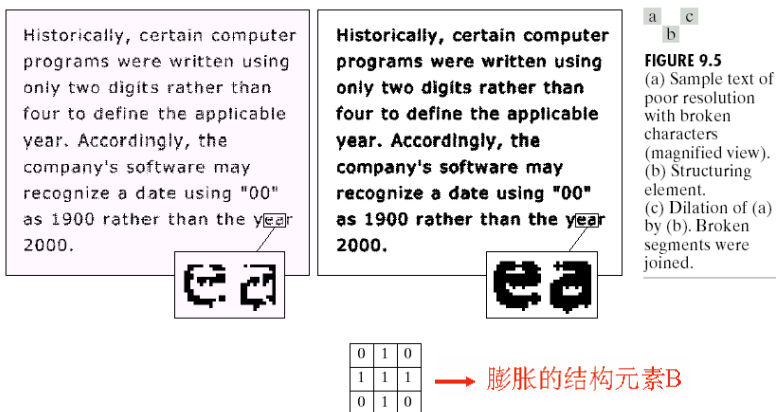 Historically, certain computer
programs were written using
only two digits rather than
four to define the applicable
year. Accordingly, the
company's software may
recognize a date using "00"
as 1900 rather than the year
2000.
ea
Historically, certain computer
programs were written using
only two digits rather than
four to define the applicable
year. Accordingly, the
company's software may
recognize a date using "00"
as 1900 rather than the year
2000.
ea
a c
b
FIGURE 9.5
(a) Sample text of
poor resolution
with broken
characters
(magnified view).
(b) Structuring
element.
(c) Dilation of (a)
by (b). Broken
segments were
joined.
0 1 0
1 1 1
0 1 0
膨胀的结构元素B